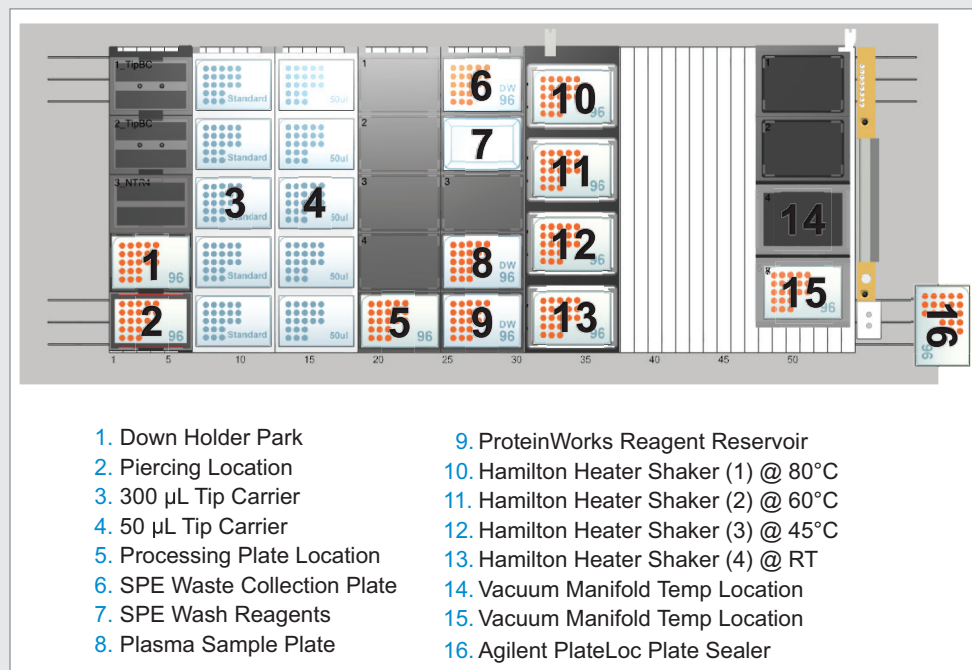 1_TipBC
2_TipBC
3_NTR4
Standard
Standard
Standard
Standard
Standard
50ul
50ul
50ul
50ul
50ul
1
2
3
4
3
1
2
4
1 96
2 96
3
4
5 96
6 DW 96
7
8 DW 96
9 DW 96
10 96
11 96
12 96
13 96
14
15 96
16 96
1 5 10 15 20 25 30 35 40 45 50
1. Down Holder Park
2. Piercing Location
3. 300 µL Tip Carrier
4. 50 µL Tip Carrier
5. Processing Plate Location
6. SPE Waste Collection Plate
7. SPE Wash Reagents
8. Plasma Sample Plate
9. ProteinWorks Reagent Reservoir
10. Hamilton Heater Shaker (1) @ 80°C
11. Hamilton Heater Shaker (2) @ 60°C
12. Hamilton Heater Shaker (3) @ 45°C
13. Hamilton Heater Shaker (4) @ RT
14. Vacuum Manifold Temp Location
15. Vacuum Manifold Temp Location
16. Agilent PlateLoc Plate Sealer